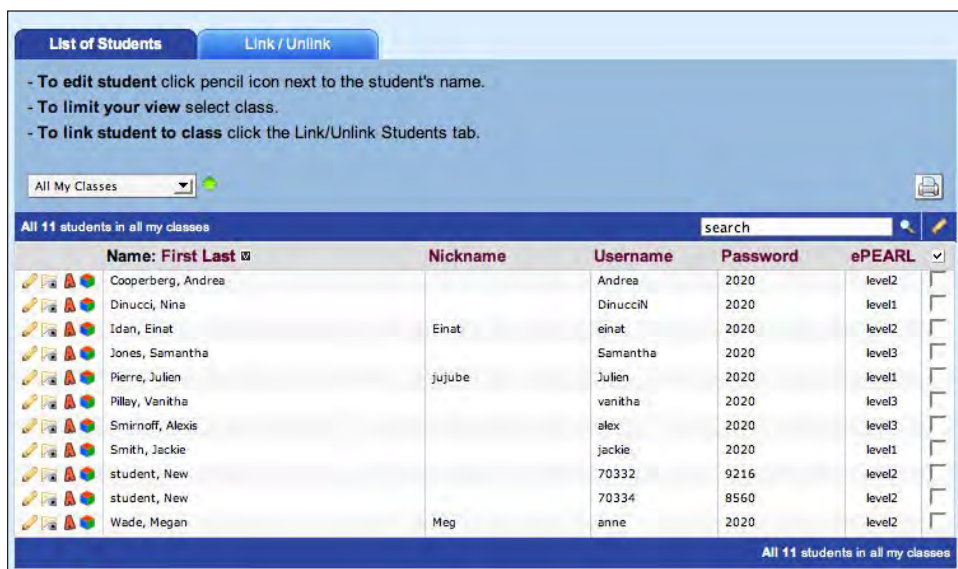 List of Students Link / Unlink
- To edit student click pencil icon next to the student's name.
- To limit your view select class.
- To link student to class click the Link/Unlink Students tab.
All My Classes
All 11 students in all my classes search
Name: First Last Nickname Username Password ePEARL
Cooperberg, Andrea Andrea 2020 level2
Dinucci, Nina DinucciN 2020 level1
Idan, Einat Einat einat 2020 level2
Jones, Samantha Samantha 2020 level3
Pierre, Julien jujube Julien 2020 level1
Pillay, Vanitha vanitha 2020 level3
Smirnoff, Alexis alex 2020 level3
Smith, Jackie jackie 2020 level1
student, New 70332 9216 level2
student, New 70334 8560 level2
Wade, Megan Meg anne 2020 level2
All 11 students in all my classes